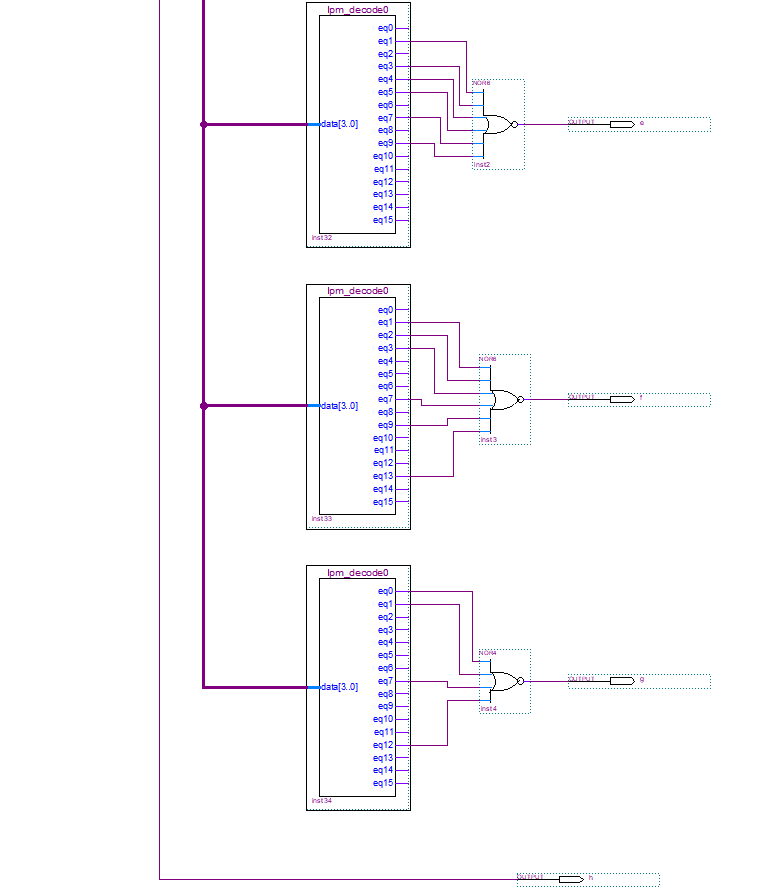 lpm_decode0
eq0
eq1
eq2
eq3
NOR6
eq4
eq5
eq6
eq7
data[3..0]
OUTPUT
e
eq8
eq9
eq10
inst2
eq11
eq12
eq13
eq14
eq15
inst32
lpm_decode0
eq0
eq1
eq2
eq3
NOR6
eq4
eq5
eq6
eq7
OUTPUT
f
data[3..0]
eq8
eq9
eq10
inst3
eq11
eq12
eq13
eq14
eq15
inst33
lpm_decode0
eq0
eq1
eq2
eq3
eq4
NOR4
eq5
eq6
eq7
OUTPUT
g
data[3..0]
eq8
eq9
inst4
eq10
eq11
eq12
eq13
eq14
eq15
inst34
OUTPUT
h